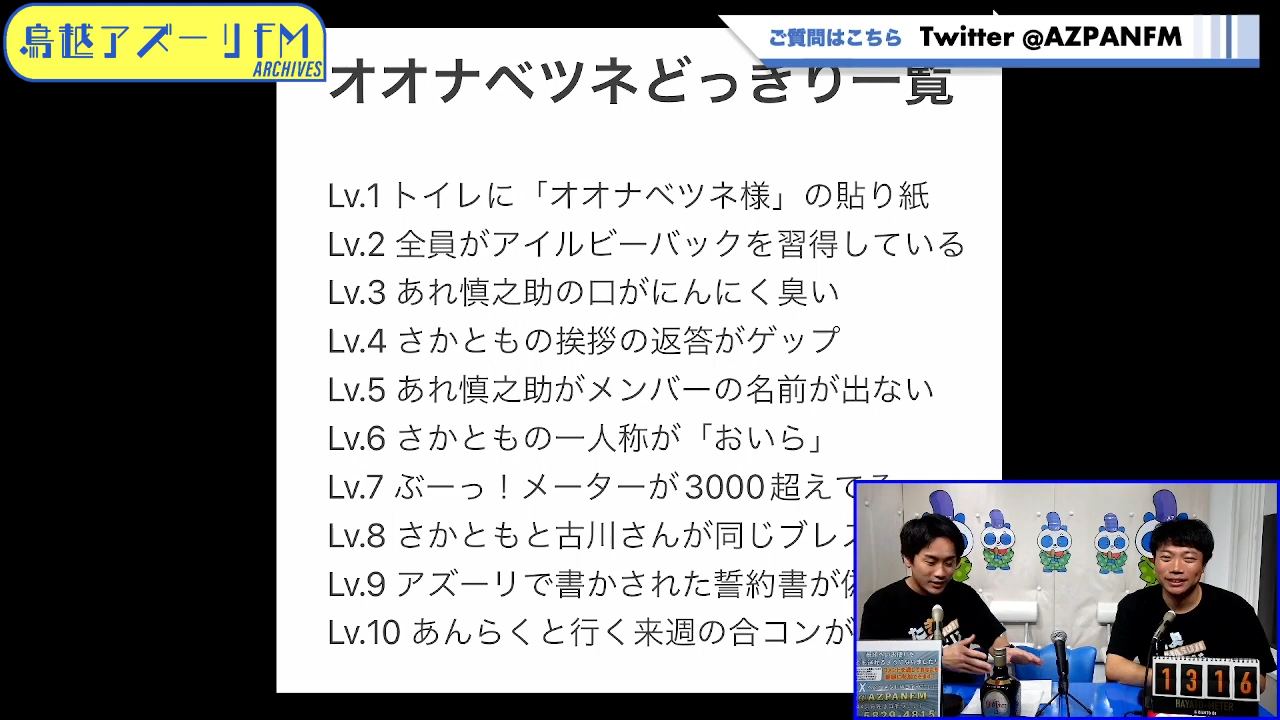 鳥越アズーリFM
ARCHIVES
ご質問はこちら Twitter @AZPANFM
オオナベツネどっきり一覧
Lv.1 トイレに「オオナベツネ様」の貼り紙
Lv.2 全員がアイルビーバックを習得している
Lv.3 あれ慎之助の口がにんにく臭い
Lv.4 さかともの挨拶の返答がゲップ
Lv.5 あれ慎之助がメンバーの名前が出ない
Lv.6 さかともの一人称が「おいら」
Lv.7 ぶーっ！メーターが3000超えてる
Lv.8 さかともと古川さんが同じブレス
Lv.9 アズーリで書かされた誓約書が
Lv.10 あんらくと行く来週の合コンが
AZPANFM
5829-4815
1316